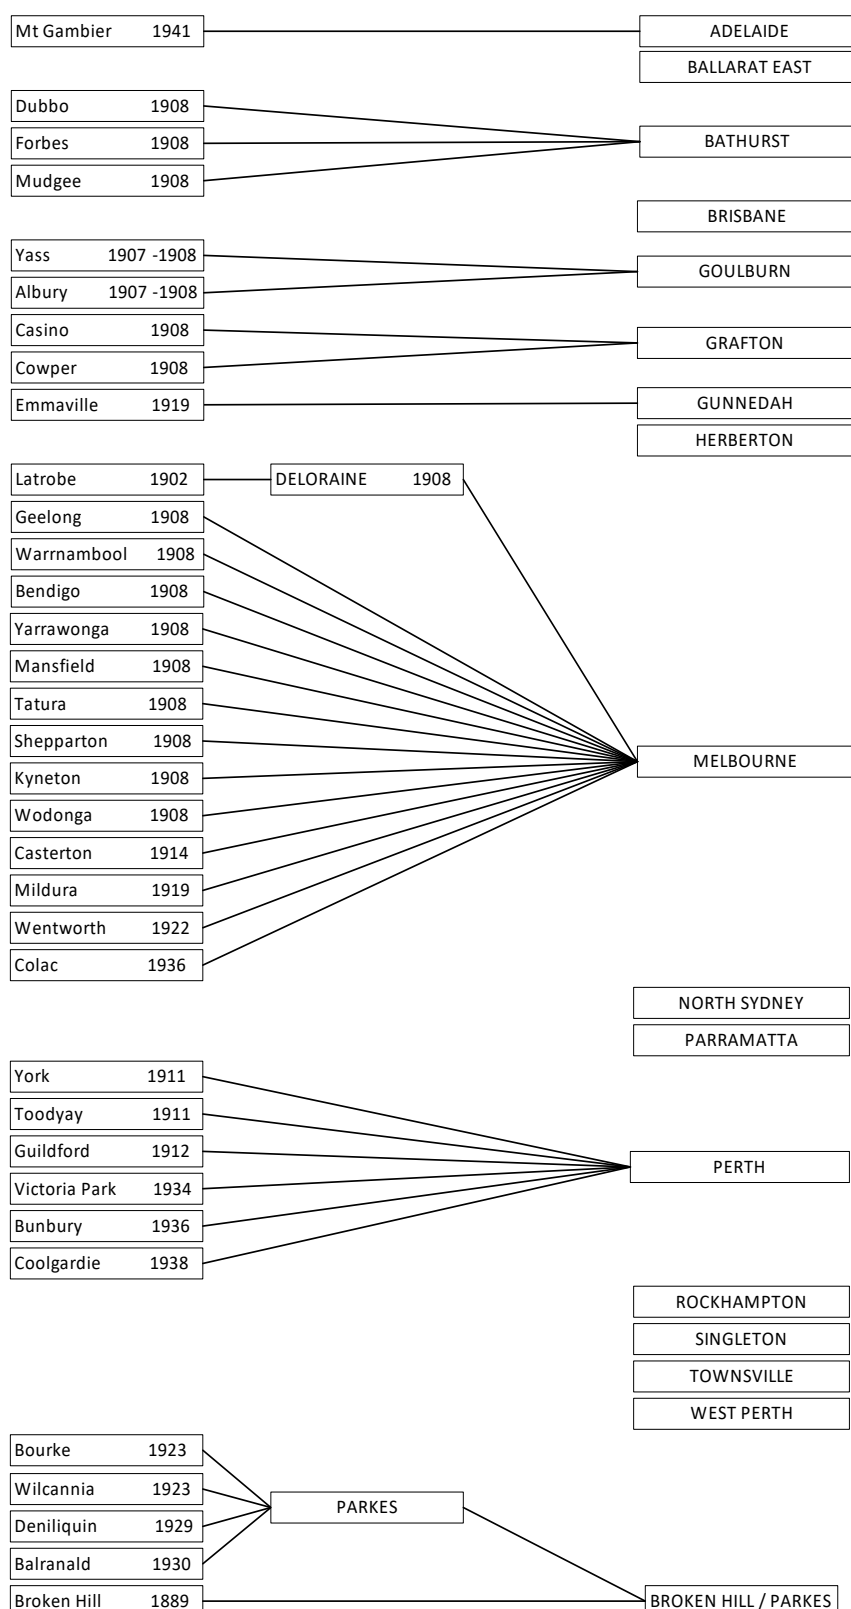 Mt Gambier 1941 ADELAIDE
BALLARAT EAST
Dubbo 1908
Forbes 1908 BATHURST
Mudgee 1908
BRISBANE
Yass 1907 -1908
GOULBURN
Albury 1907 -1908
Casino 1908
GRAFTON
Cowper 1908
Emmaville 1919 GUNNEDAH
HERBERTON
Latrobe 1902 DELORAINE 1908
Geelong 1908
Warrnambool 1908
Bendigo 1908
Yarrawonga 1908
Mansfield 1908
Tatura 1908
Shepparton 1908
MELBOURNE
Kyneton 1908
Wodonga 1908
Casterton 1914
Mildura 1919
Wentworth 1922
Colac 1936
NORTH SYDNEY
PARRAMATTA
York 1911
Toodyay 1911
Guildford 1912
PERTH
Victoria Park 1934
Bunbury 1936
Coolgardie 1938
ROCKHAMPTON
SINGLETON
TOWNSVILLE
WEST PERTH
Bourke 1923
Wilcannia 1923
PARKES
Deniliquin 1929
Balranald 1930
Broken Hill 1889 BROKEN HILL / PARKES